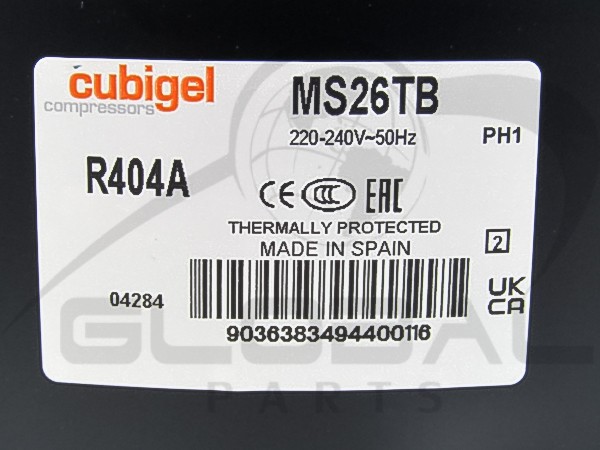 cubigel
compressors
MS26TB
220-240V~50Hz
PH1
R404A
CE CCC EAC
THERMALLY PROTECTED
MADE IN SPAIN
2
04284
UK
CA
9036383494400116
GLOBAL
PARTS